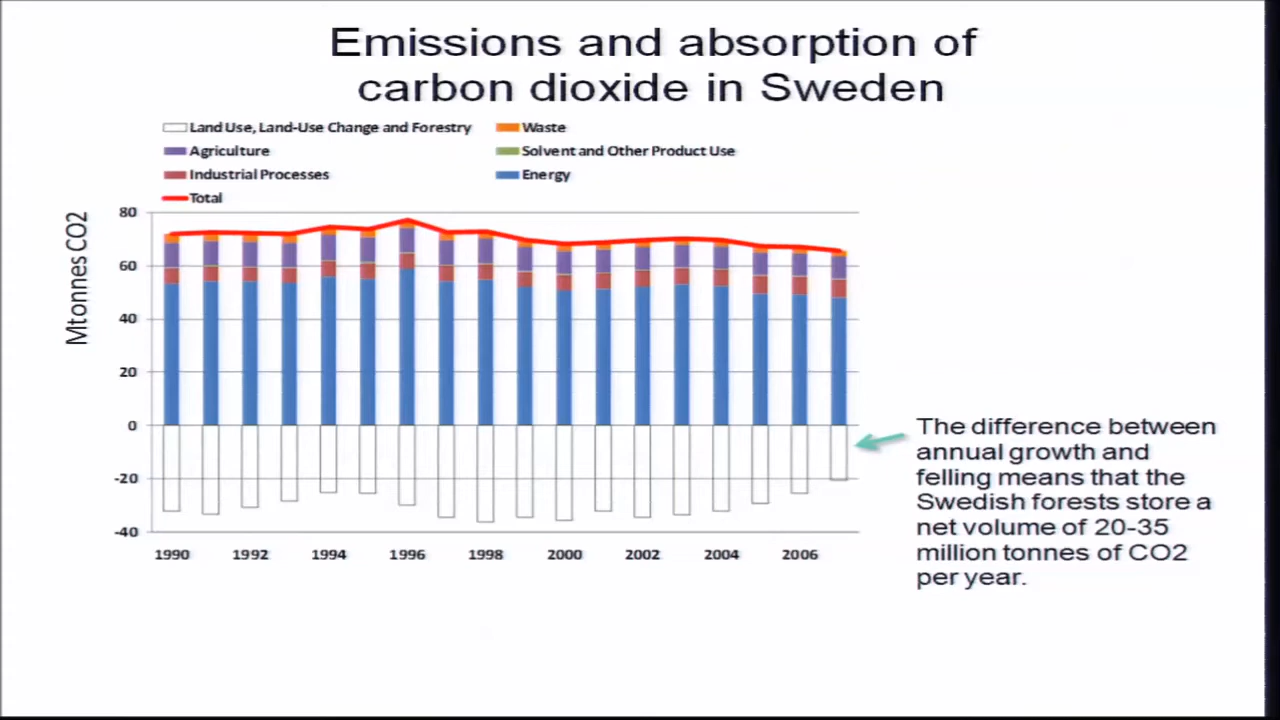 Emissions and absorption of
carbon dioxide in Sweden
Land Use, Land-Use Change and Forestry
Waste
Agriculture
Solvent and Other Product Use
Industrial Processes
Energy
Total
Mtonnes CO2
80
60
40
20
0
-20
-40
1990 1992 1994 1996 1998 2000 2002 2004 2006
The difference between
annual growth and
felling means that the
Swedish forests store a
net volume of 20-35
million tonnes of CO2
per year.